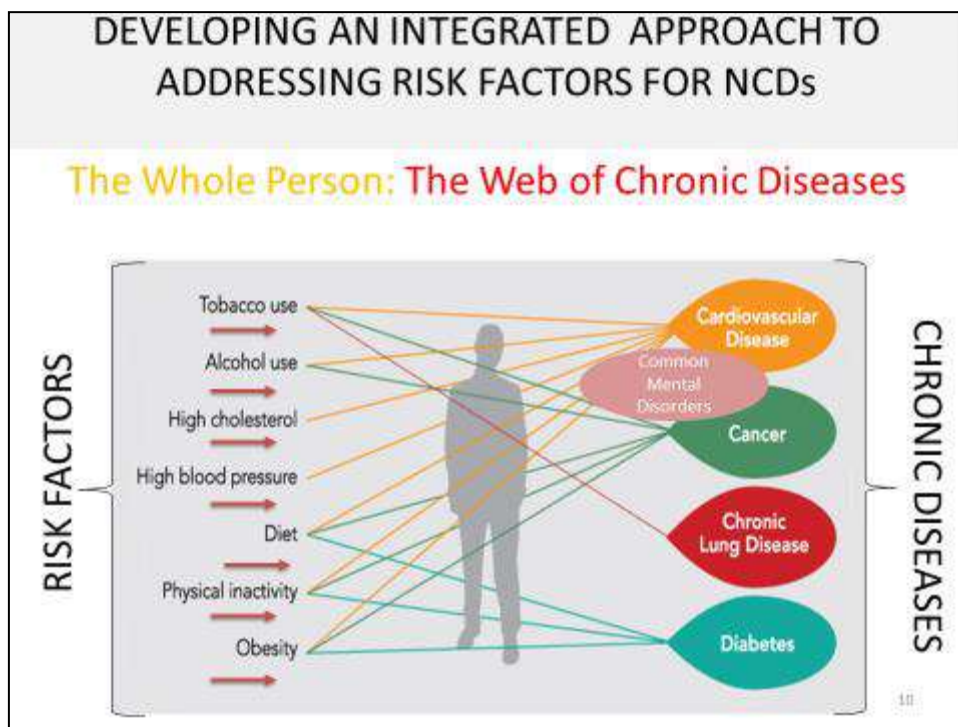 DEVELOPING AN INTEGRATED APPROACH TO
ADDRESSING RISK FACTORS FOR NCDs
The Whole Person: The Web of Chronic Diseases
RISK FACTORS
Tobacco use
Alcohol use
High cholesterol
High blood pressure
Diet
Physical inactivity
Obesity
Cardiovascular
Disease
Common
Mental
Disorders
Cancer
Chronic
Lung Disease
Diabetes
CHRONIC DISEASES
10